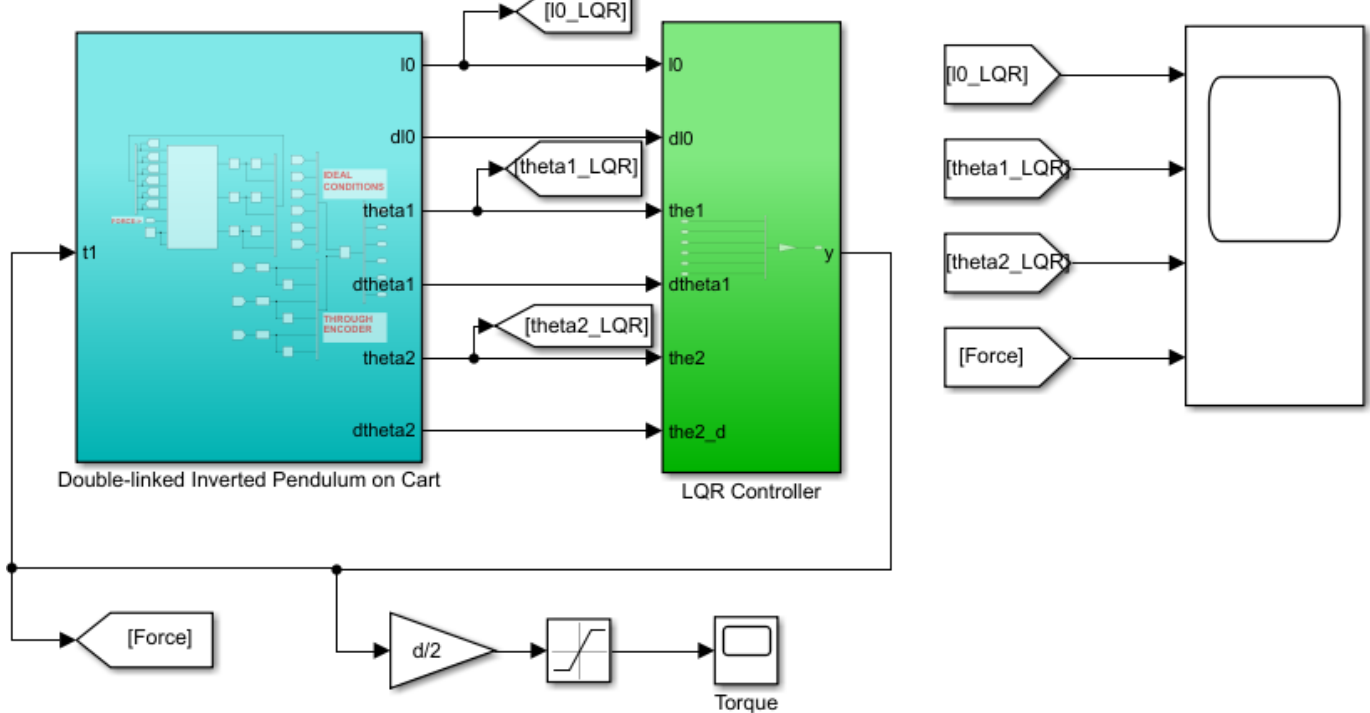 [l0_LQR]
l0
l0
[l0_LQR]
dl0
dl0
[theta1_LQR]
[theta1_LQR]
IDEAL
CONDITIONS
theta1
the1
t1
y
[theta2_LQR]
dtheta1
dtheta1
THROUGH
ENCODER
[theta2_LQR]
theta2
the2
[Force]
dtheta2
the2_d
Double-linked Inverted Pendulum on Cart
LQR Controller
[Force]
d/2
Torque